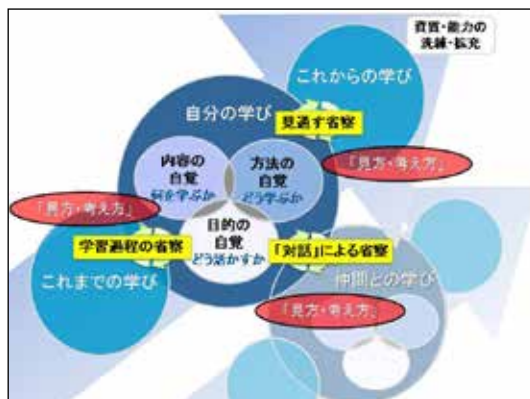 資質・能力の
洗練・拡充
これからの学び
自分の学び
見通す省察
内容の
自覚
何を学ぶか
方法の
自覚
どう学ぶか
「見方・考え方」
「見方・考え方」
目的の
自覚
どう活かすか
学習過程の省察
「対話」による省察
これまでの学び
仲間との学び
「見方・考え方」